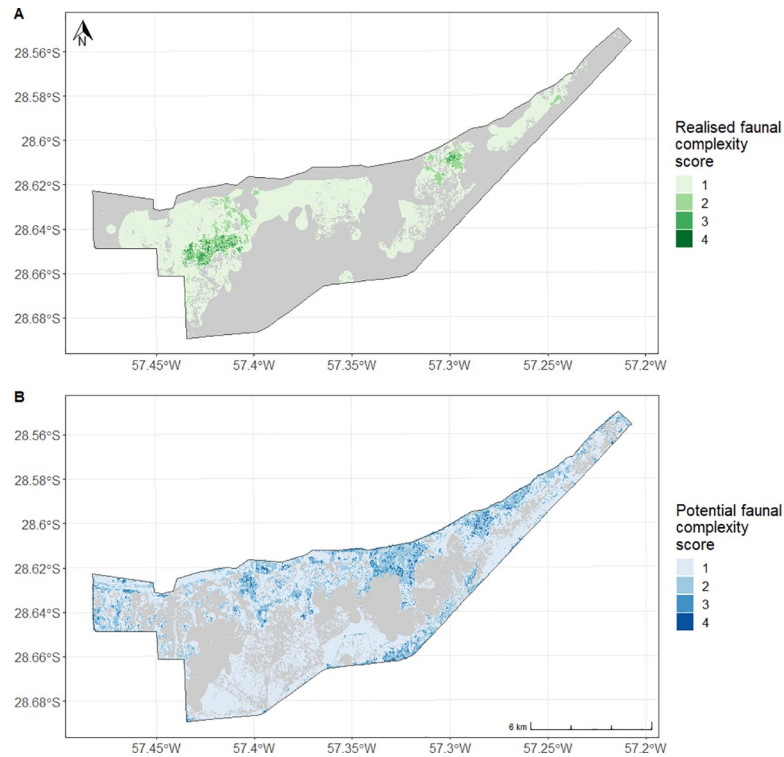 A
N
28.56°S
28.58°S
28.6°S
28.62°S
28.64°S
28.66°S
28.68°S
57.45°W
57.4°W
57.35°W
57.3°W
57.25°W
57.2°W
Realised faunal
complexity
score
1
2
3
4
B
28.56°S
28.58°S
28.6°S
28.62°S
28.64°S
28.66°S
28.68°S
6 km
57.45°W
57.4°W
57.35°W
57.3°W
57.25°W
57.2°W
Potential faunal
complexity
score
1
2
3
4